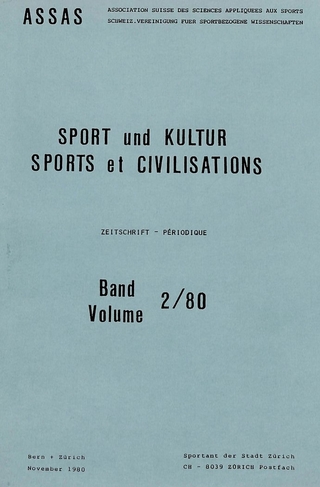 ASSAS
ASSOCIATION SUISSE DES SCIENCES APPLIQUEES AUX SPORTS
SCHWEIZ.VEREINIGUNG FUER SPORTBEZOGENE WISSENSCHAFTEN
SPORT und KULTUR
SPORTS et CIVILISATIONS
ZEITSCHRIFT - PÉRIODIQUE
Band
Volume 2/80
Bern + Zürich
November 1980
Sportamt der Stadt Zürich
CH - 8039 ZÜRICH Postfach